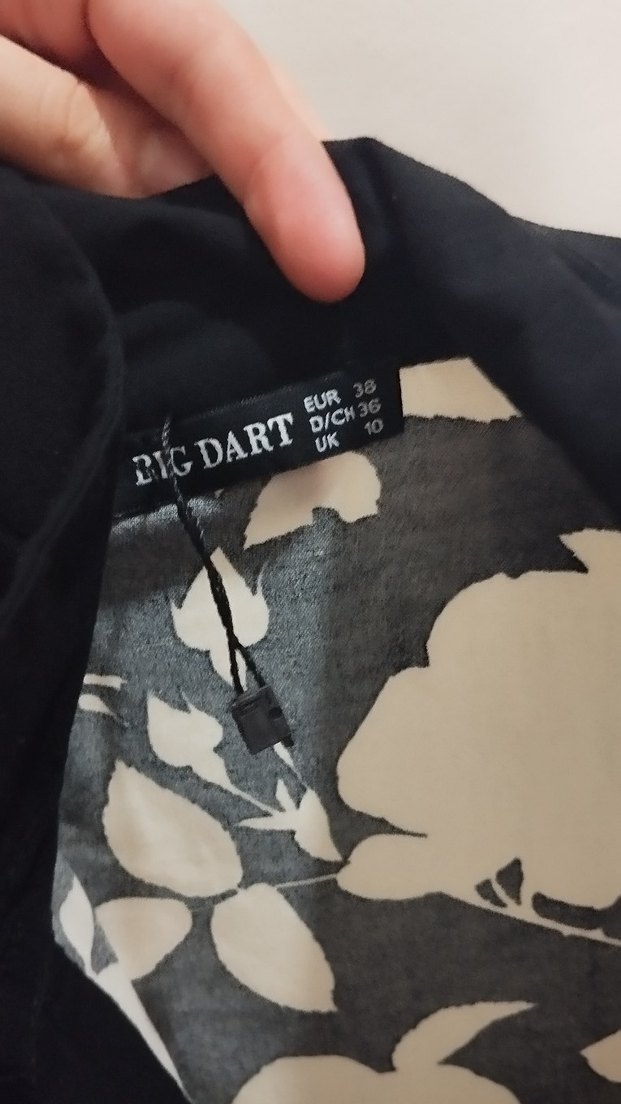 BIG DART
EUR 38
D/CH 36
UK 10